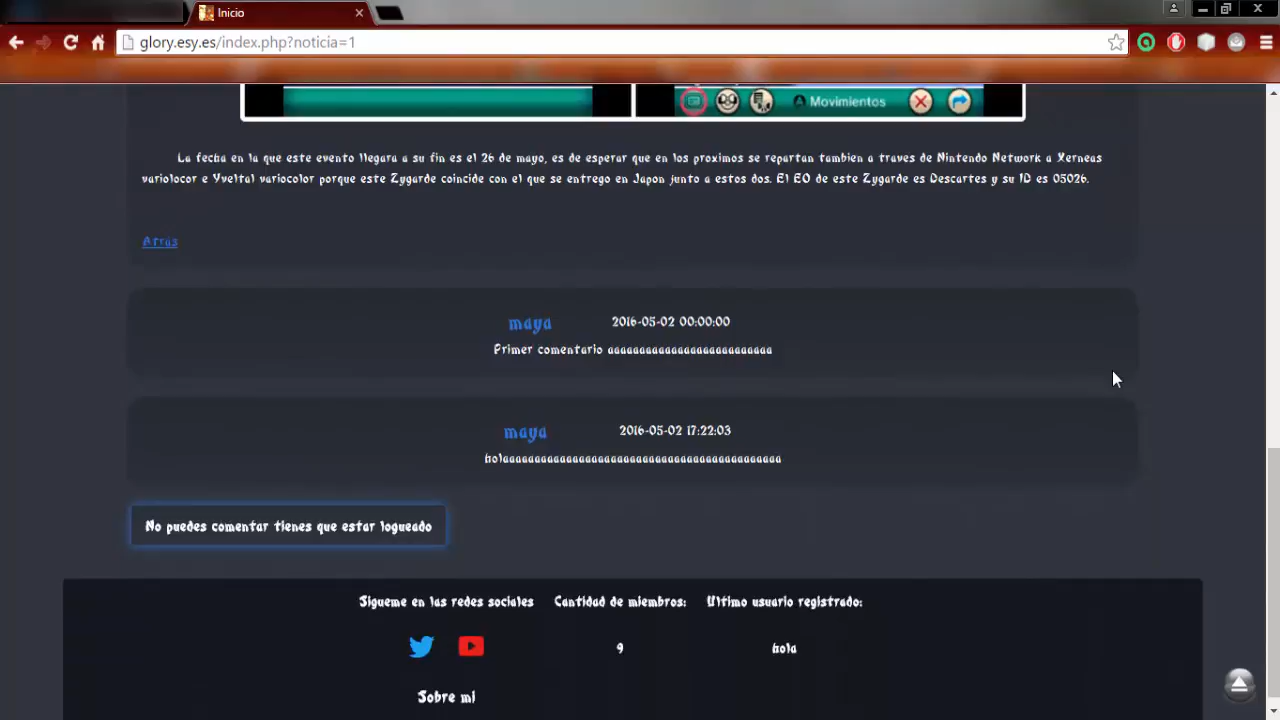 Inicio
glory.esy.es/index.php?noticia=1
Movimientos
La fecha en la que este evento llegara a su fin es el 26 de mayo, es de esperar que en los proximos se repartan tambien a traves de Nintendo Network a Xerneas
variolocor e Yveltal variocolor porque este Zygarde coincide con el que se entrego en Japon junto a estos dos. El EO de este Zygarde es Descartes y su ID es 05026.
Atrás
maya 2016-05-02 00:00:00
Primer comentario aaaaaaaaaaaaaaaaaaaaaaaaaa
maya 2016-05-02 17:22:03
holaaaaaaaaaaaaaaaaaaaaaaaaaaaaaaaaaaaaaaaaaaa
No puedes comentar tienes que estar logueado
Sigueme en las redes sociales Cantidad de miembros: Ultimo usuario registrado:
9 hola
Sobre mi